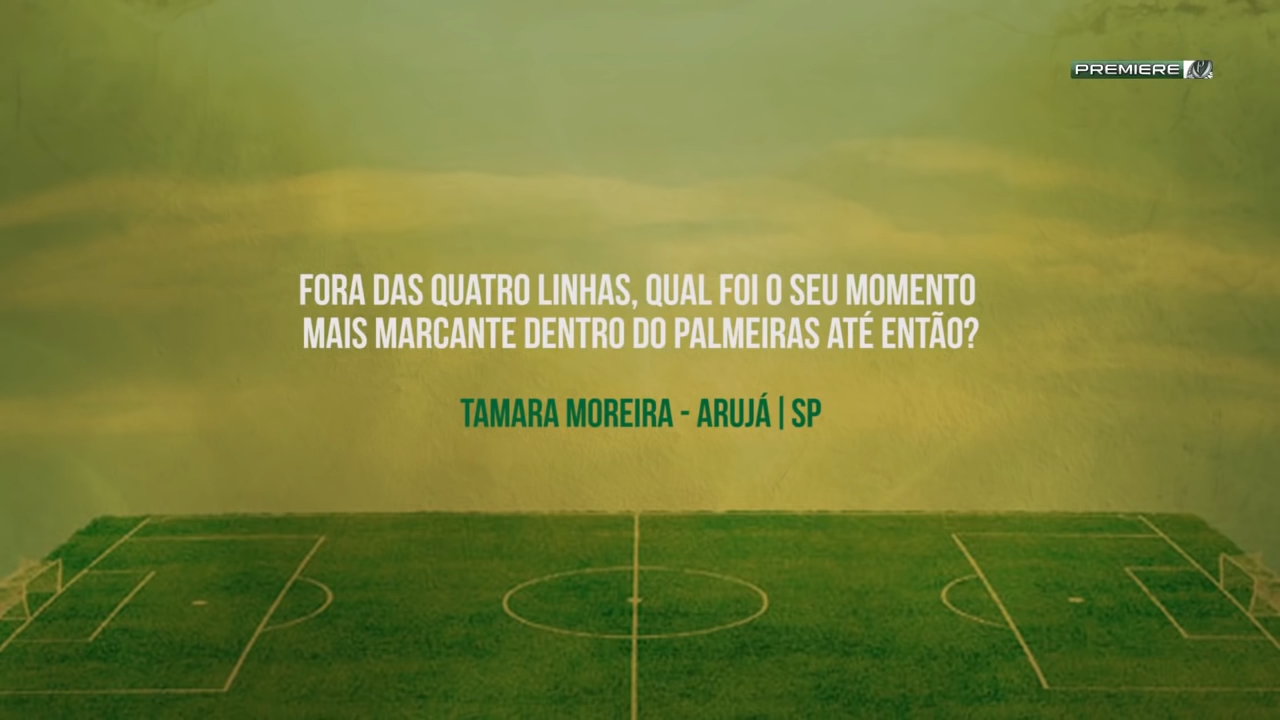 PREMIERE
FORA DAS QUATRO LINHAS, QUAL FOI O SEU MOMENTO
MAIS MARCANTE DENTRO DO PALMEIRAS ATÉ ENTÃO?
TAMARA MOREIRA - ARUJÁ | SP